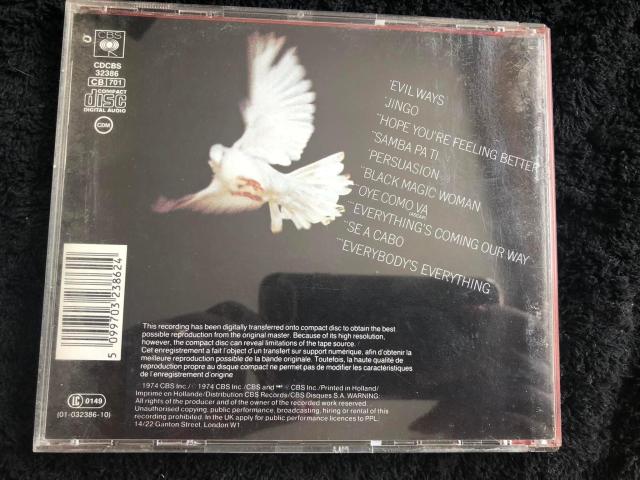 CBS
CDCBS
32386
CB 701
COMPACT
disc
DIGITAL AUDIO
CDM
EVIL WAYS
JINGO
HOPE YOU'RE FEELING BETTER
SAMBA PA TI
PERSUASION
BLACK MAGIC WOMAN
OYE COMO VA
EVERYTHING'S COMING OUR WAY
SE A CABO
EVERYBODY'S EVERYTHING
5 099703 238624
This recording has been digitally transferred onto compact disc to obtain the best
possible reproduction from the original master. Because of its high resolution,
however, the compact disc can reveal limitations of the tape source.
Cet enregistrement a fait l'objet d'un transfert sur support numérique, afin d'obtenir la
meilleure reproduction possible de la bande originale. Toutefois, la haute qualité de
reproduction propre au disque compact ne permet pas de modifier les caractéristiques
de l'enregistrement d'origine
1974 CBS Inc./© 1974 CBS Inc./CBS and CBS Inc./Printed in Holland/
Imprime en Hollande/Distribution CBS Records/CBS Disques S.A. WARNING:
All rights of the producer and of the owner of the recorded work reserved.
Unauthorised copying, public performance, broadcasting, hiring or rental of this
recording prohibited. In the UK apply for public performance licences to PPL,
14/22 Ganton Street, London W1
LC 0149
(01-032386-10)